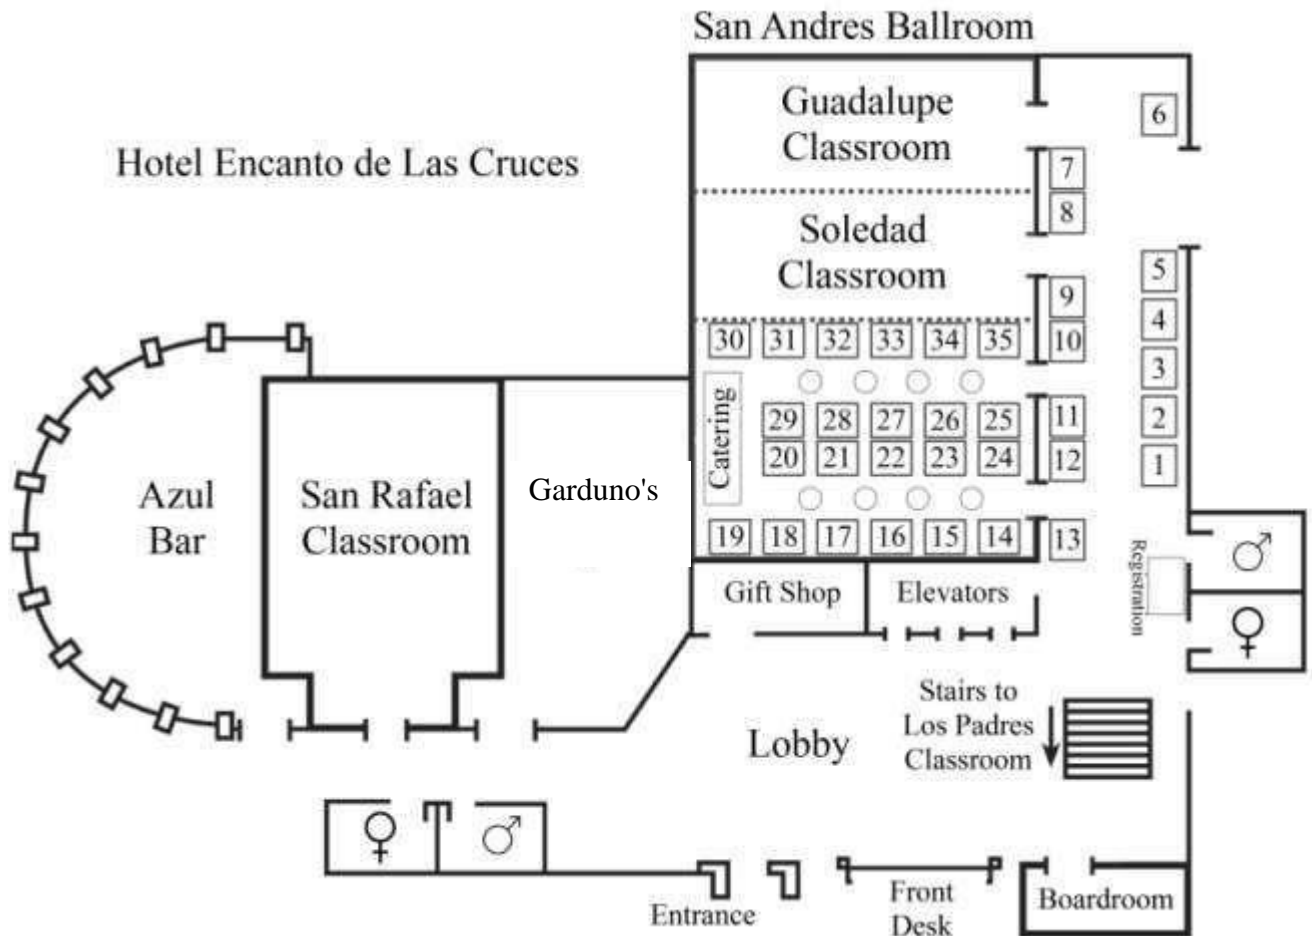 San Andres Ballroom
Guadalupe
Classroom
6
Hotel Encanto de Las Cruces
7
8
Soledad
Classroom
5
9
4
30 31 32 33 34 35 10
3
Catering
29 28 27 26 25 11 2
20 21 22 23 24 12 1
Azul
Bar
San Rafael
Classroom
Garduno's
19 18 17 16 15 14 13
Registration
Gift Shop
Elevators
Stairs to
Los Padres
Classroom
Lobby
Entrance
Front
Desk
Boardroom